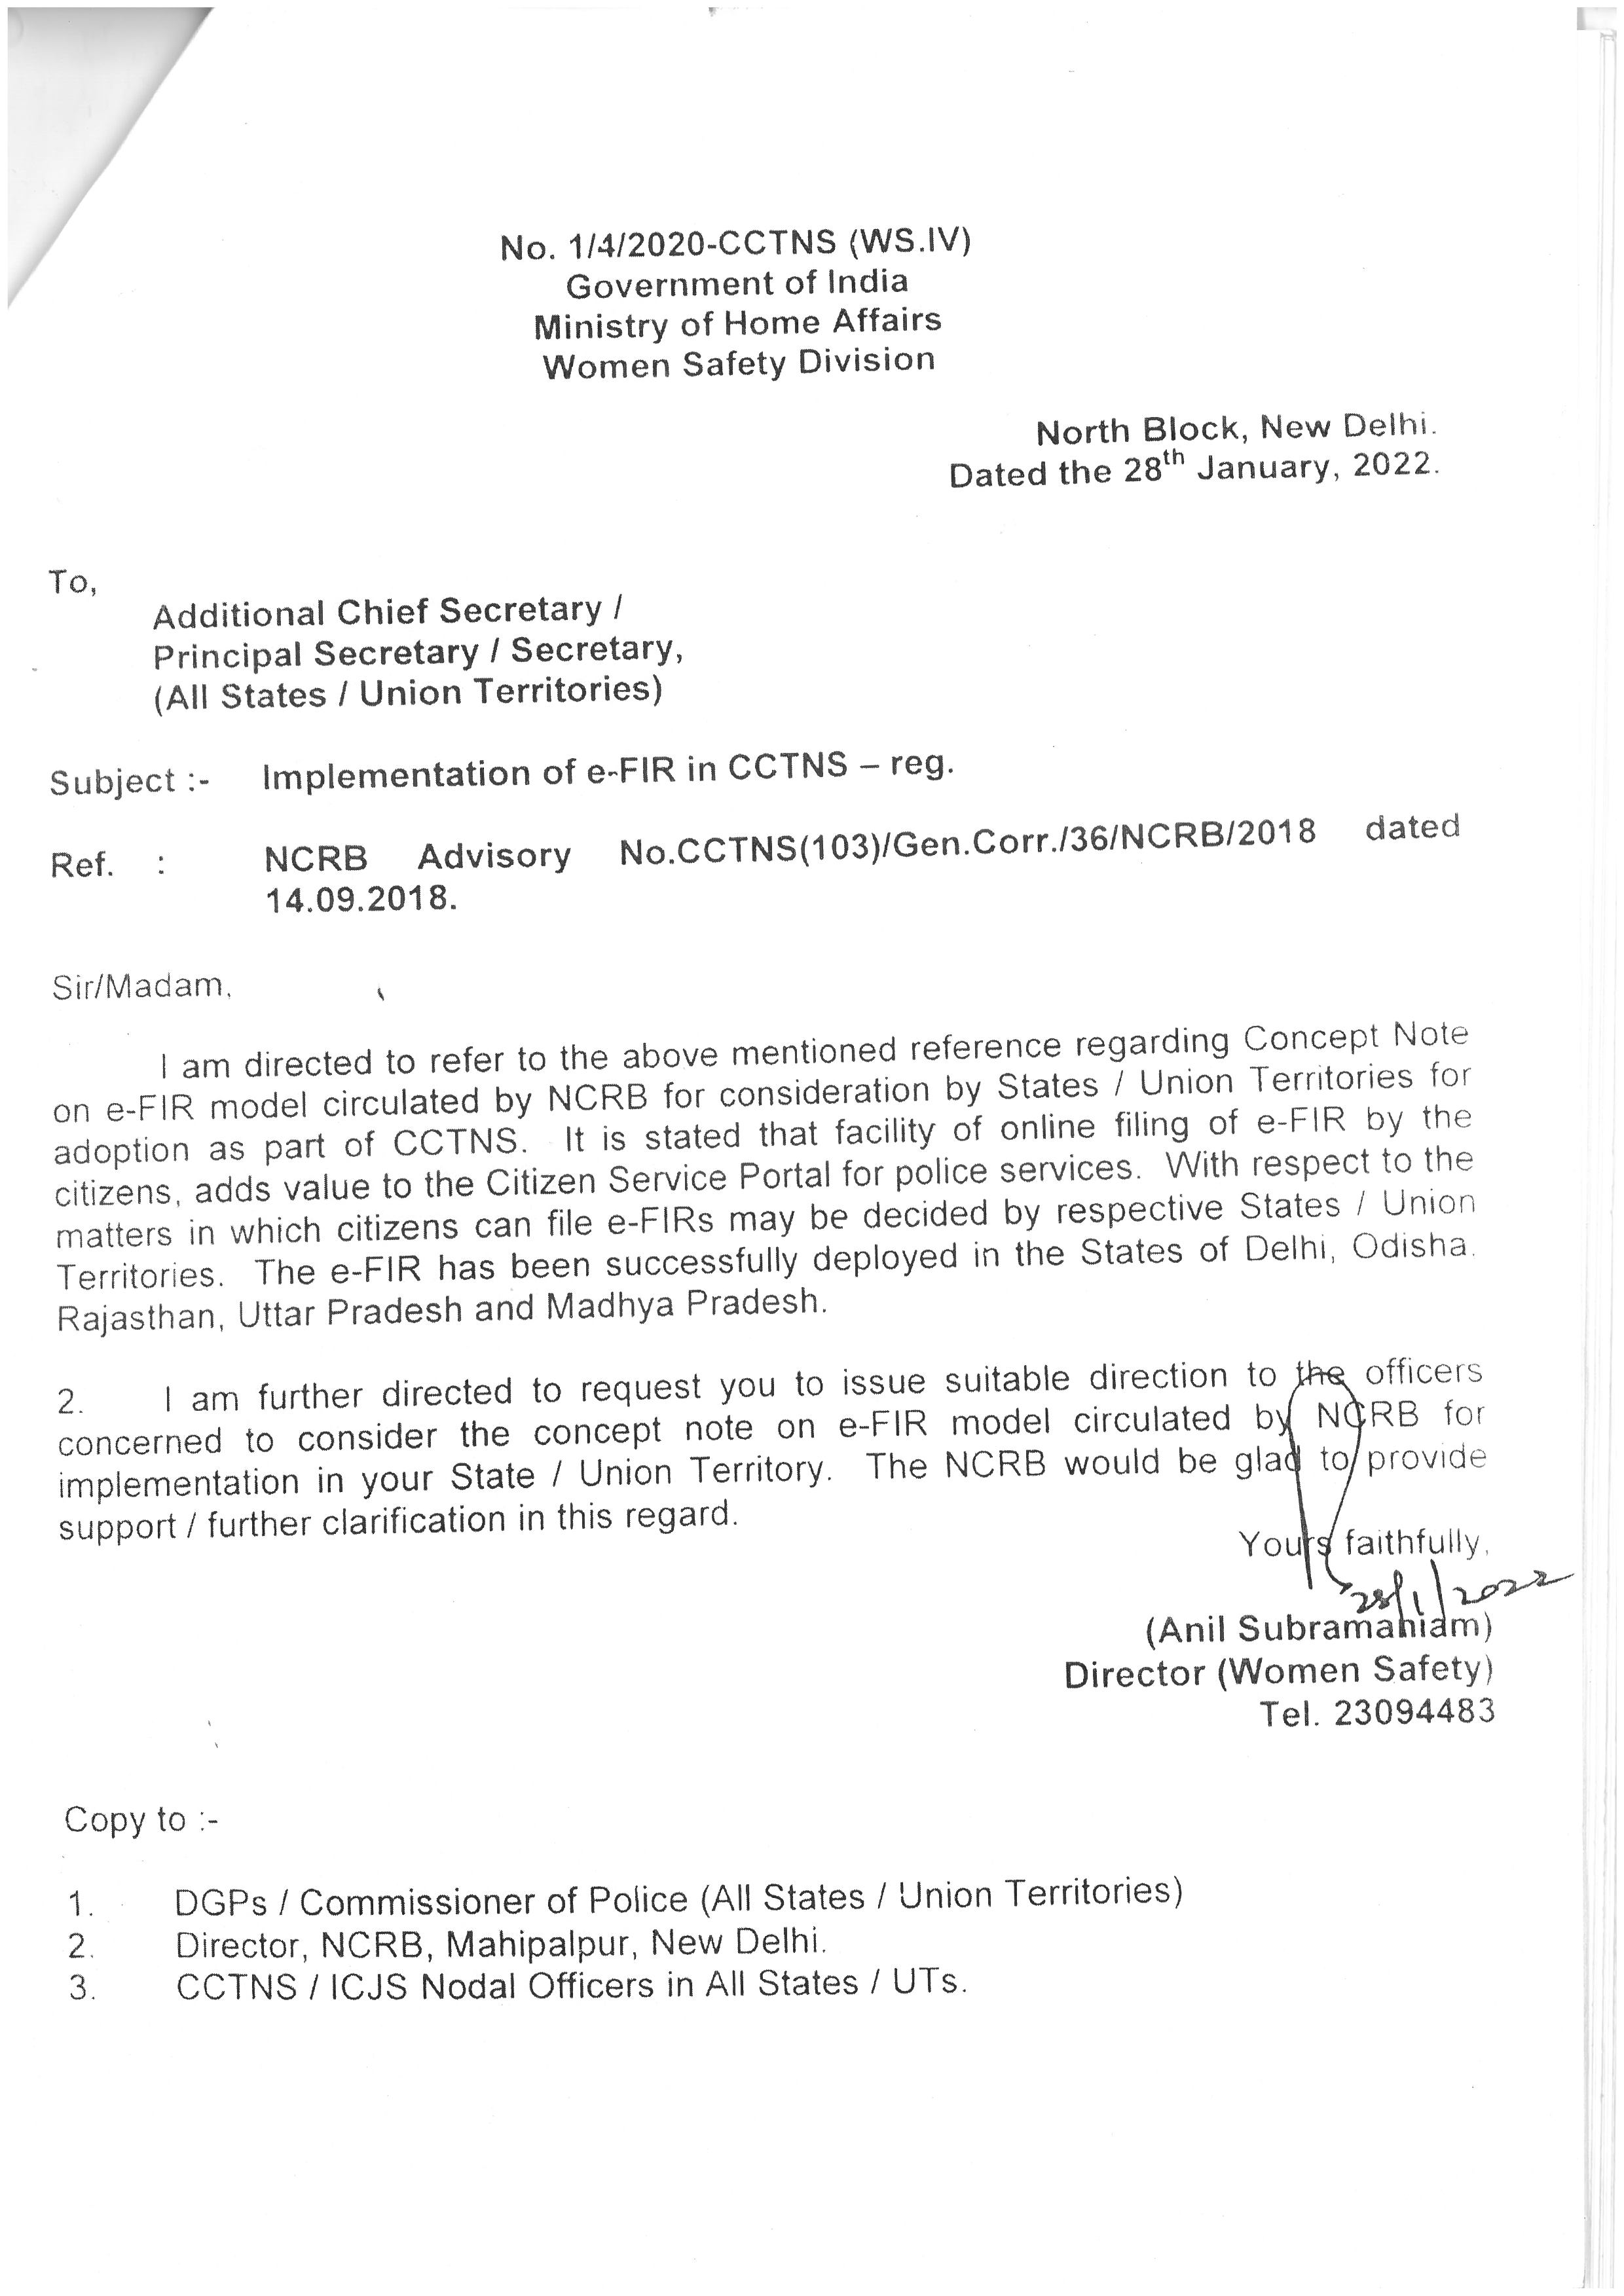 No. 1/4/2020-CCTNS (WS.IV)
Government of India
Ministry of Home Affairs
Women Safety Division
North Block, New Delhi.
Dated the 28th January, 2022.
To,
Additional Chief Secretary /
Principal Secretary / Secretary,
(All States / Union Territories)
Subject :- Implementation of e-FIR in CCTNS – reg.
Ref. : NCRB Advisory No.CCTNS(103)/Gen.Corr./36/NCRB/2018 dated
14.09.2018.
Sir/Madam,
I am directed to refer to the above mentioned reference regarding Concept Note
on e-FIR model circulated by NCRB for consideration by States / Union Territories for
adoption as part of CCTNS. It is stated that facility of online filing of e-FIR by the
citizens, adds value to the Citizen Service Portal for police services. With respect to the
matters in which citizens can file e-FIRs may be decided by respective States / Union
Territories. The e-FIR has been successfully deployed in the States of Delhi, Odisha,
Rajasthan, Uttar Pradesh and Madhya Pradesh.
2. I am further directed to request you to issue suitable direction to the officers
concerned to consider the concept note on e-FIR model circulated by NCRB for
implementation in your State / Union Territory. The NCRB would be glad to provide
support / further clarification in this regard.
Yours faithfully,
28/1/2022
(Anil Subramaniam)
Director (Women Safety)
Tel. 23094483
Copy to :-
1. DGPs / Commissioner of Police (All States / Union Territories)
2. Director, NCRB, Mahipalpur, New Delhi.
3. CCTNS / ICJS Nodal Officers in All States / UTs.